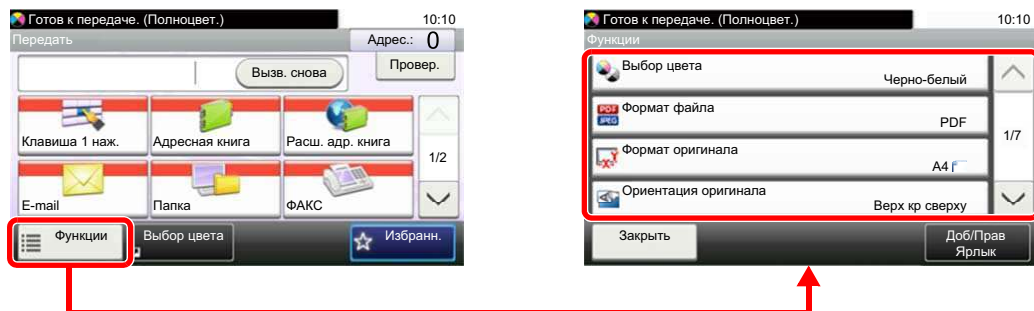 Готов к передаче. (Полноцвет.)
10:10
Передать
Адрес.: 0
Вызв. снова
Провер.
Клавиша 1 наж.
Адресная книга
Расш. адр. книга
1/2
E-mail
Папка
ФАКС
Функции
Выбор цвета
Избранн.
Готов к передаче. (Полноцвет.)
10:10
Функции
Выбор цвета
Черно-белый
PDF
JPEG
Формат файла
PDF
1/7
Формат оригинала
A4
Ориентация оригинала
Верх кр сверху
Закрыть
Доб/Прав
Ярлык